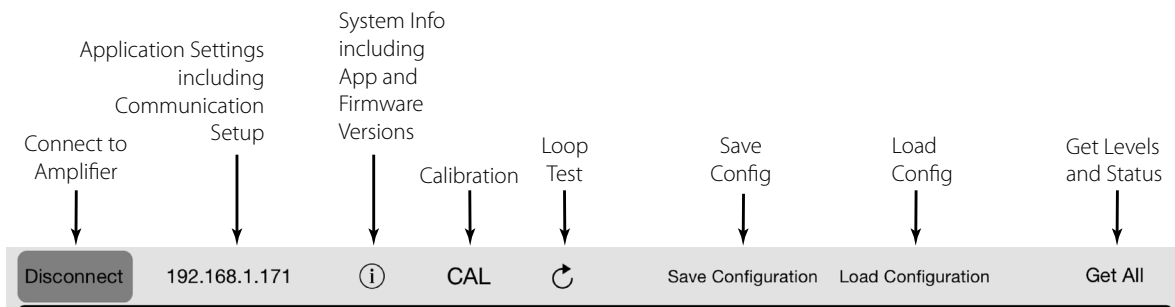 Connect to
Amplifier
Application Settings
including
Communication
Setup
System Info
including
App and
Firmware
Versions
Calibration
Loop
Test
Save
Config
Load
Config
Get Levels
and Status
Disconnect
192.168.1.171
i
CAL
Save Configuration
Load Configuration
Get All